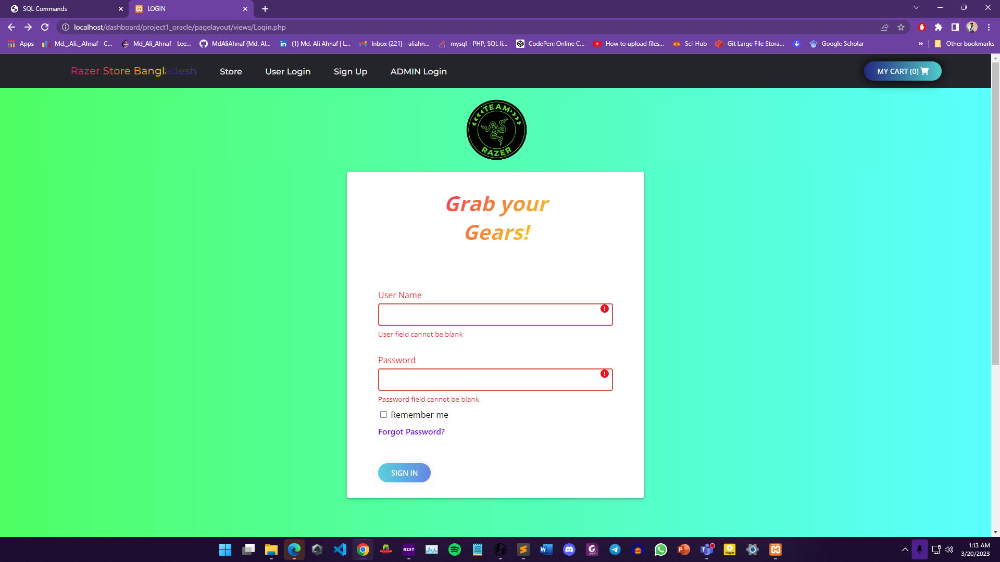 SQL Commands
LOGIN
localhost/dashboard/project1_oracle/pagelayout/views/Login.php
Apps
Md._.Ali._.Ahnaf - C...
Md_Ali_Ahnaf - Lee...
MdAliAhnaf (Md. Al...
(1) Md. Ali Ahnaf | L...
Inbox (221) - aliahn...
mysql - PHP, SQL li...
CodePen: Online C...
How to upload files...
Sci-Hub
Git Large File Stora...
Google Scholar
»
Other bookmarks
Razer Store Bangladesh
Store
User Login
Sign Up
ADMIN Login
MY CART (0)
TEAM
RAZER
Grab your
Gears!
User Name
User field cannot be blank
Password
Password field cannot be blank
Remember me
Forgot Password?
SIGN IN
NZXT
1:13 AM
3/20/2023